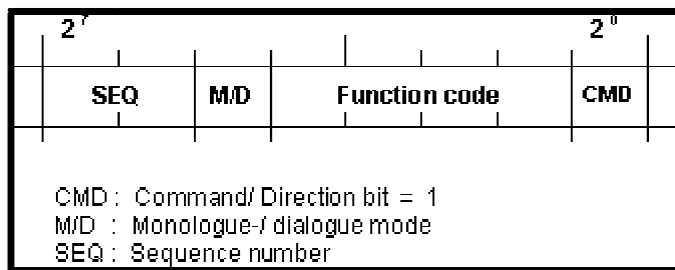 2⁷ 2⁰
SEQ M/D Function code CMD
CMD : Command/ Direction bit = 1
M/D : Monologue-/ dialogue mode
SEQ : Sequence number